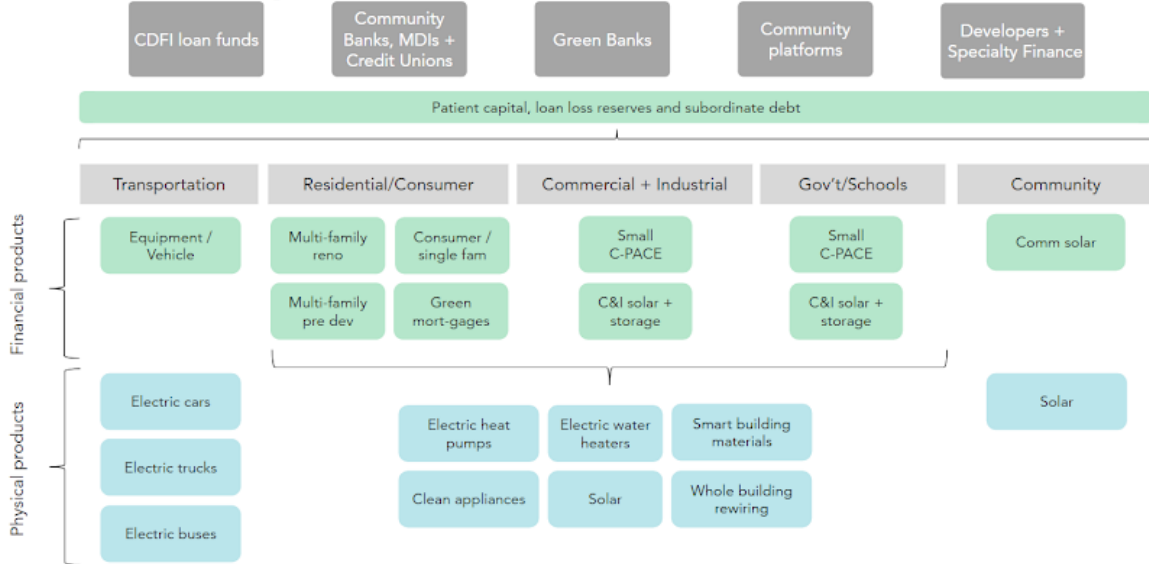 CDFI loan funds
Community
Banks, MDIs +
Credit Unions
Green Banks
Community
platforms
Developers +
Specialty Finance
Patient capital, loan loss reserves and subordinate debt
Transportation
Residential/Consumer
Commercial + Industrial
Gov't/Schools
Community
Financial products
Equipment /
Vehicle
Multi-family
reno
Consumer /
single fam
Small
C-PACE
Small
C-PACE
Comm solar
Multi-family
pre dev
Green
mort-gages
C&I solar +
storage
C&I solar +
storage
Physical products
Electric cars
Electric trucks
Electric buses
Electric heat
pumps
Electric water
heaters
Smart building
materials
Clean appliances
Solar
Whole building
rewiring
Solar